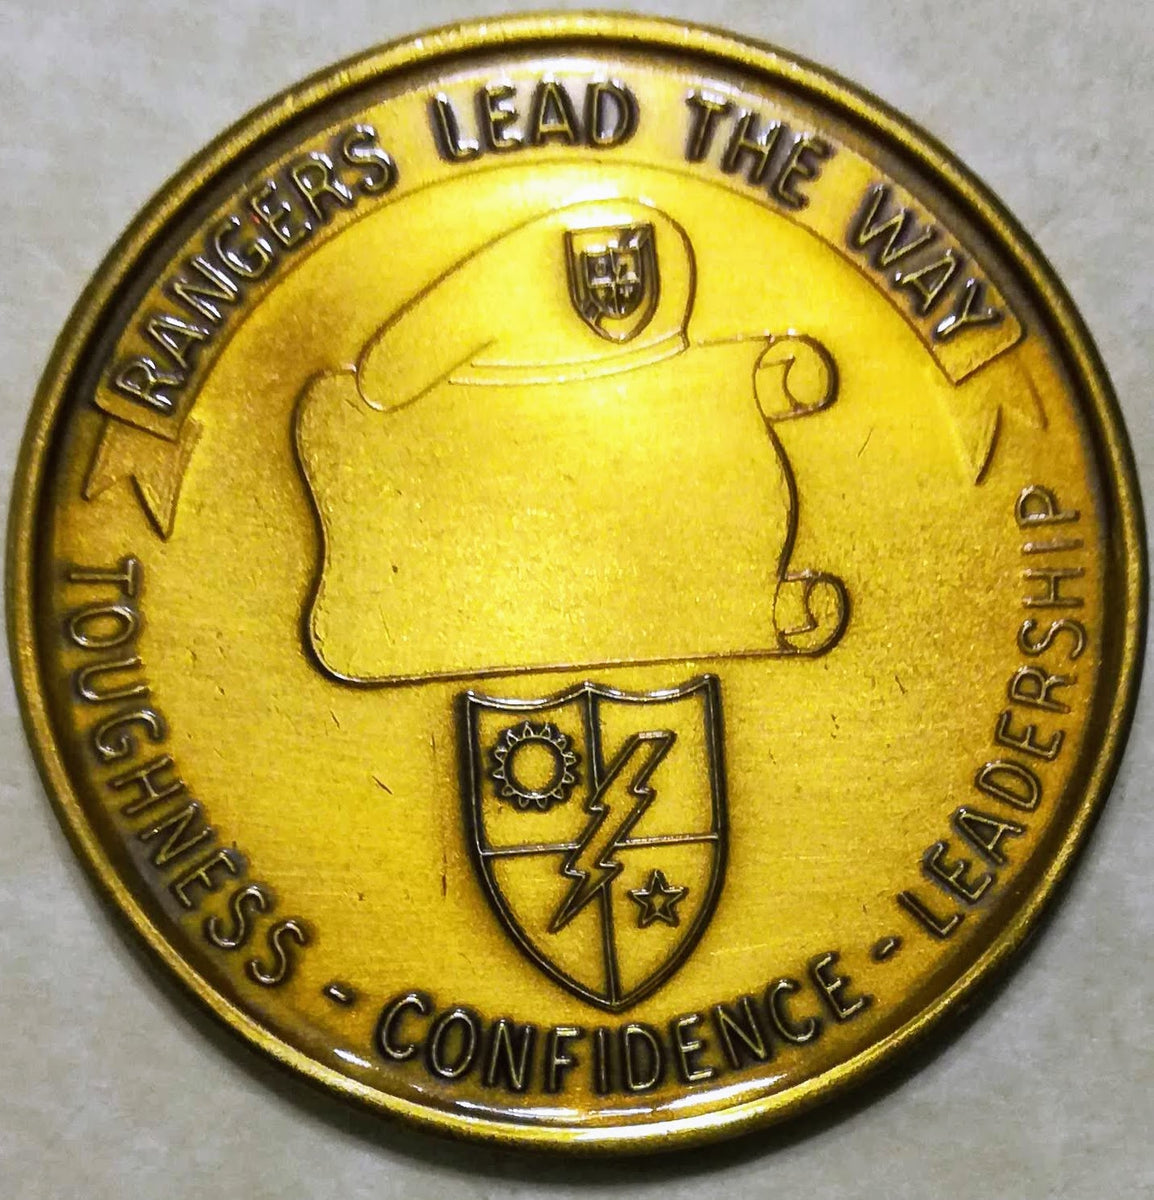 RANGERS LEAD THE WAY
TOUGHNESS - CONFIDENCE - LEADERSHIP